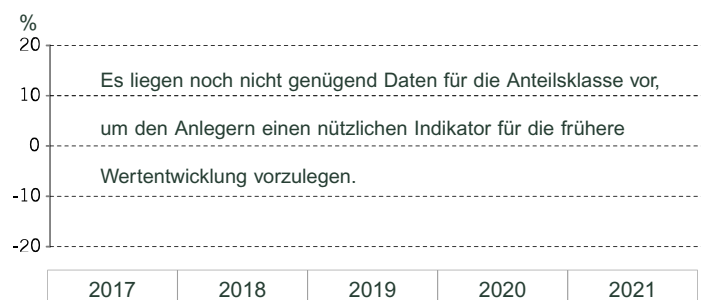 %
20
Es liegen noch nicht genügend Daten für die Anteilsklasse vor,
10
um den Anlegern einen nützlichen Indikator für die frühere
0
Wertentwicklung vorzulegen.
-10
-20
2017 2018 2019 2020 2021